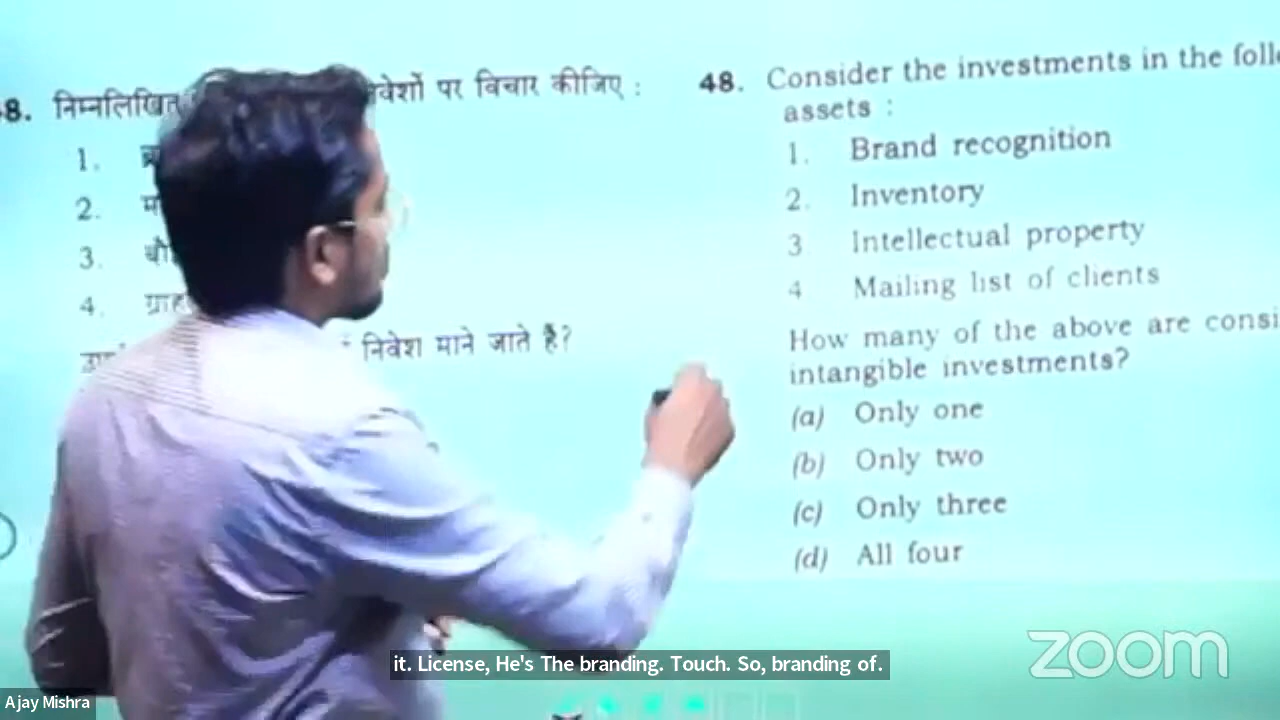 8. निम्नलिखित वेशों पर विचार कीजिए :
1.
2.
3.
4.
निवेश माने जाते है?
48. Consider the investments in the
assets :
1. Brand recognition
2. Inventory
3 Intellectual property
4 Mailing list of clients
How many of the above are
intangible investments?
(a) Only one
(b) Only two
(c) Only three
(d) All four
it. License, He's The branding. Touch. So, branding of.
zoom
Ajay Mishra